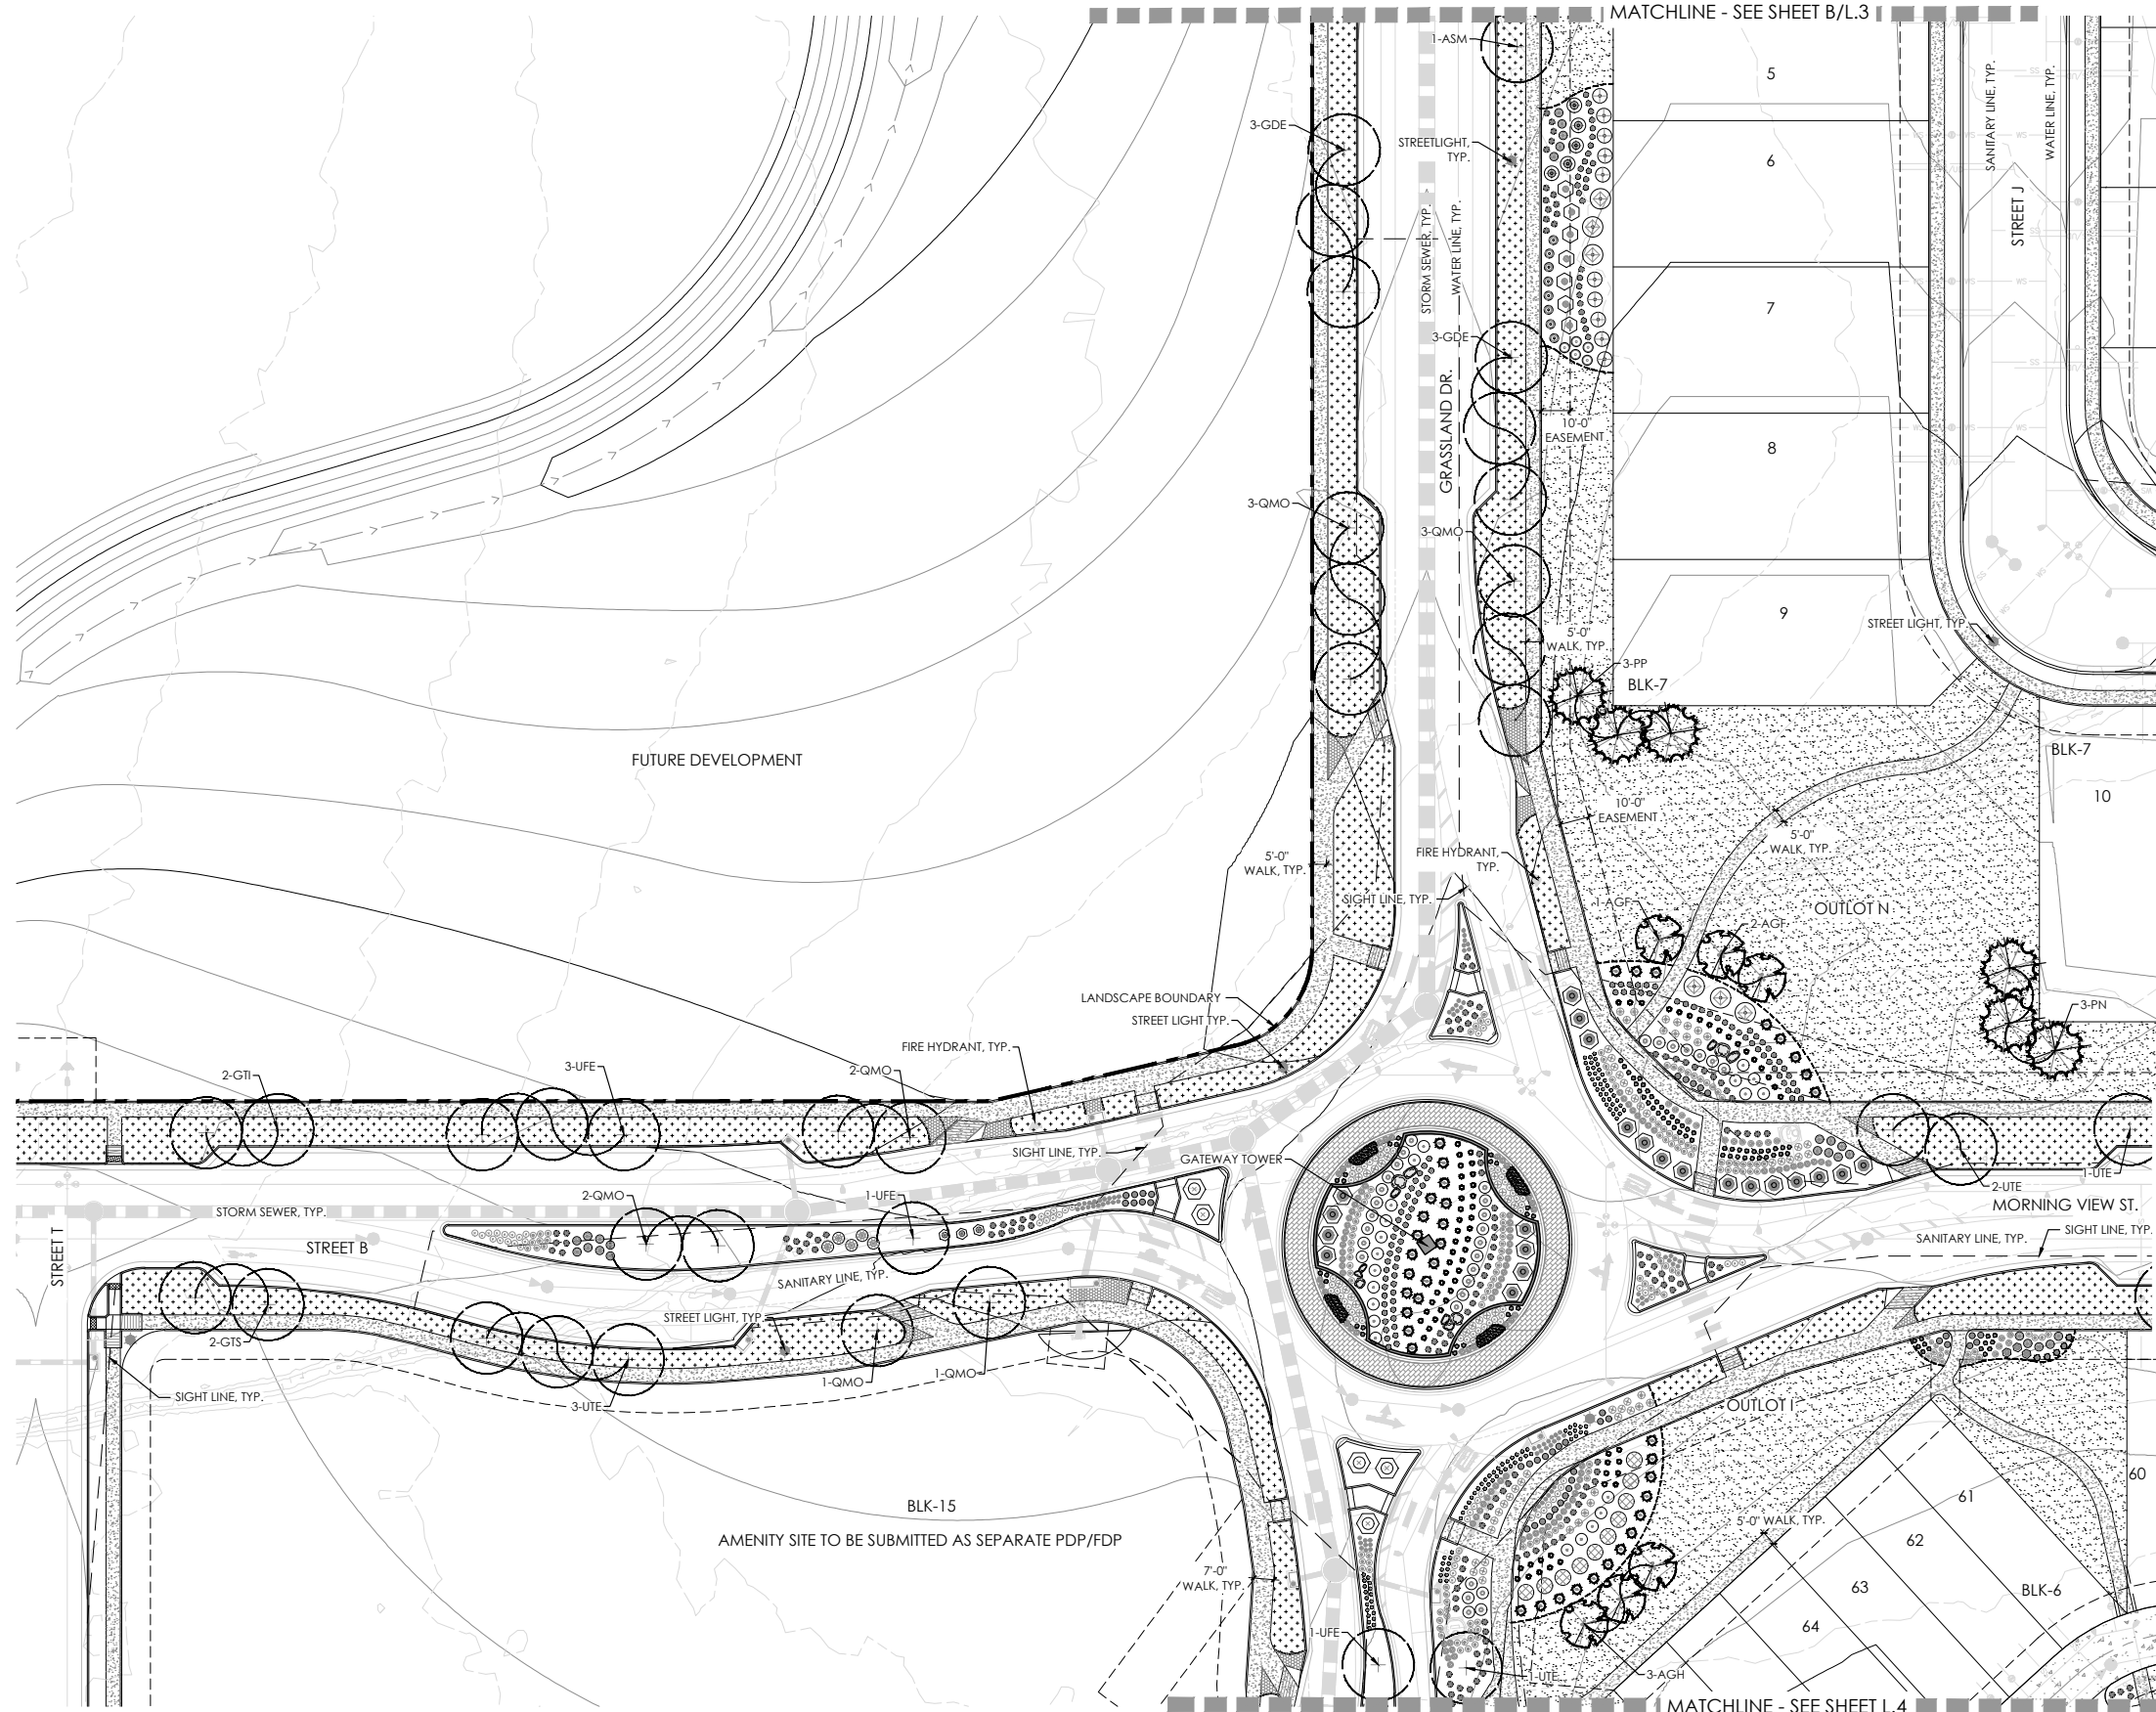 MATCHLINE - SEE SHEET B/L.3
1-ASM
5
SANITARY LINE, TYP.
WATER LINE, TYP.
3-GDE
STREETLIGHT,
TYP.
6
STREET J
STORM SEWER, TYP.
WATER LINE, TYP.
7
3-GDE
GRASSLAND DR.
10'-0"
EASEMENT
8
3-QMO
3-QMO
9
STREET LIGHT, TYP.
5'-0"
WALK, TYP.
3-PP
BLK-7
FUTURE DEVELOPMENT
BLK-7
10
10'-0"
EASEMENT
5'-0"
WALK, TYP.
5'-0"
WALK, TYP.
FIRE HYDRANT,
TYP.
SIGHT LINE, TYP.
1-AGF
OUTLOT N
2-AGF
LANDSCAPE BOUNDARY
STREET LIGHT TYP.
3-PN
FIRE HYDRANT, TYP.
2-GTI
3-UFE
2-QMO
SIGHT LINE, TYP.
GATEWAY TOWER
1-UTE
2-UTE
2-QMO
1-UFE
MORNING VIEW ST.
STORM SEWER, TYP.
SIGHT LINE, TYP.
SANITARY LINE, TYP.
STREET T
STREET B
SANITARY LINE, TYP.
STREET LIGHT, TYP.
2-GTS
1-QMO
1-QMO
SIGHT LINE, TYP.
3-UTE
OUTLOT I
60
61
BLK-15
5'-0" WALK, TYP.
AMENITY SITE TO BE SUBMITTED AS SEPARATE PDP/FDP
62
7'-0"
WALK, TYP.
63
BLK-6
64
1-UFE
1-UTE
3-AGH
MATCHLINE - SEE SHEET L.4